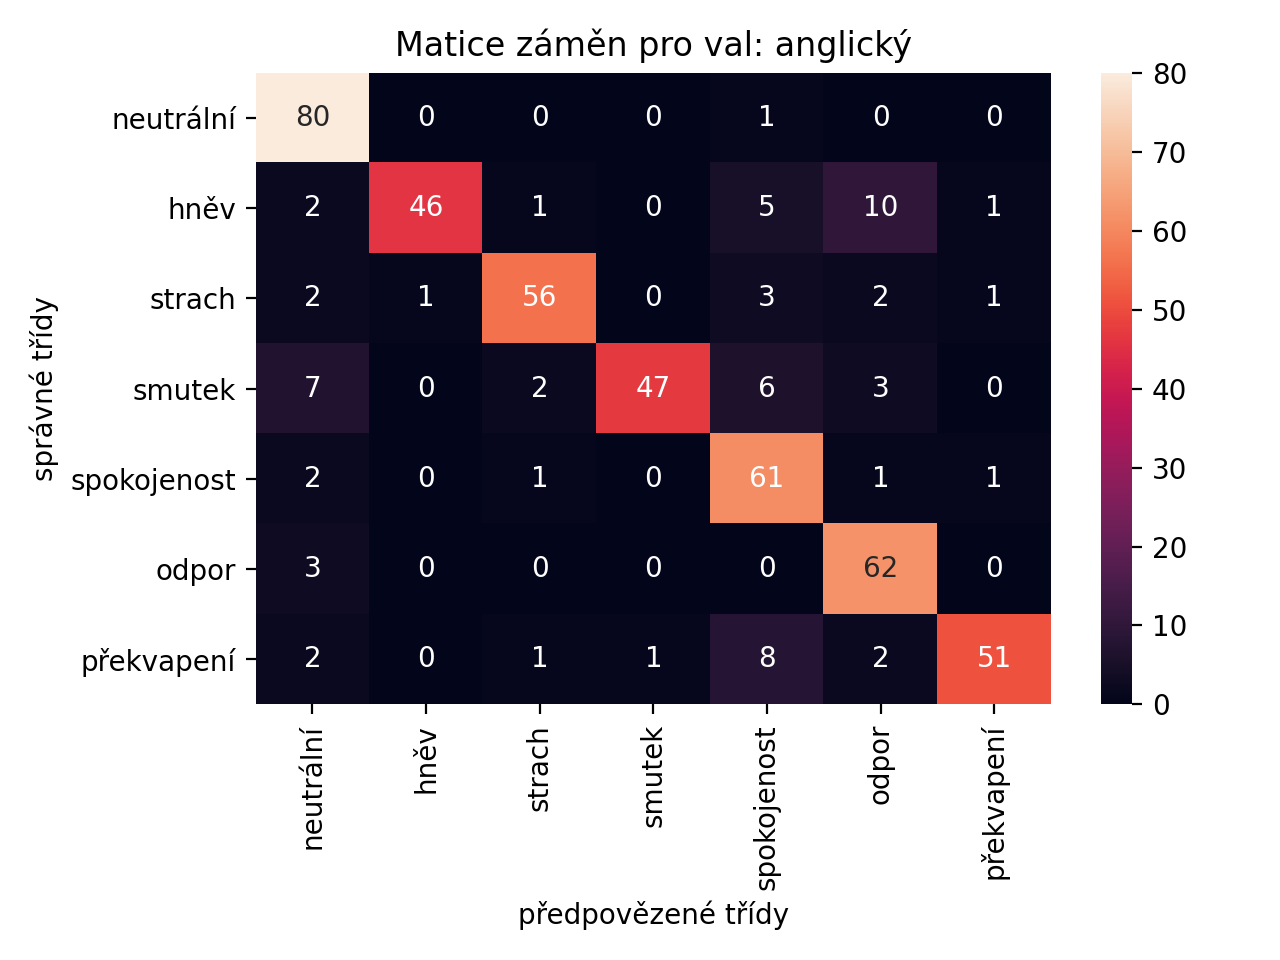 Matice záměn pro val: anglický
správné třídy
neutrální 80 0 0 0 1 0 0
hněv 2 46 1 0 5 10 1
strach 2 1 56 0 3 2 1
smutek 7 0 2 47 6 3 0
spokojenost 2 0 1 0 61 1 1
odpor 3 0 0 0 0 62 0
překvapení 2 0 1 1 8 2 51
neutrální hněv strach smutek spokojenost odpor překvapení
předpovězené třídy
80
70
60
50
40
30
20
10
0